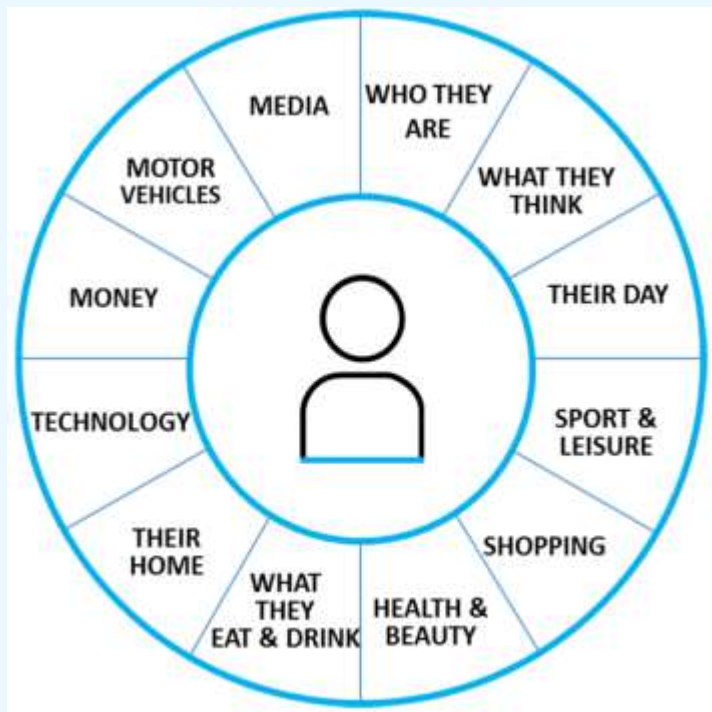 WHO THEY
ARE
WHAT THEY
THINK
THEIR DAY
SPORT &
LEISURE
SHOPPING
HEALTH &
BEAUTY
WHAT
THEY
EAT & DRINK
THEIR
HOME
TECHNOLOGY
MONEY
MOTOR
VEHICLES
MEDIA